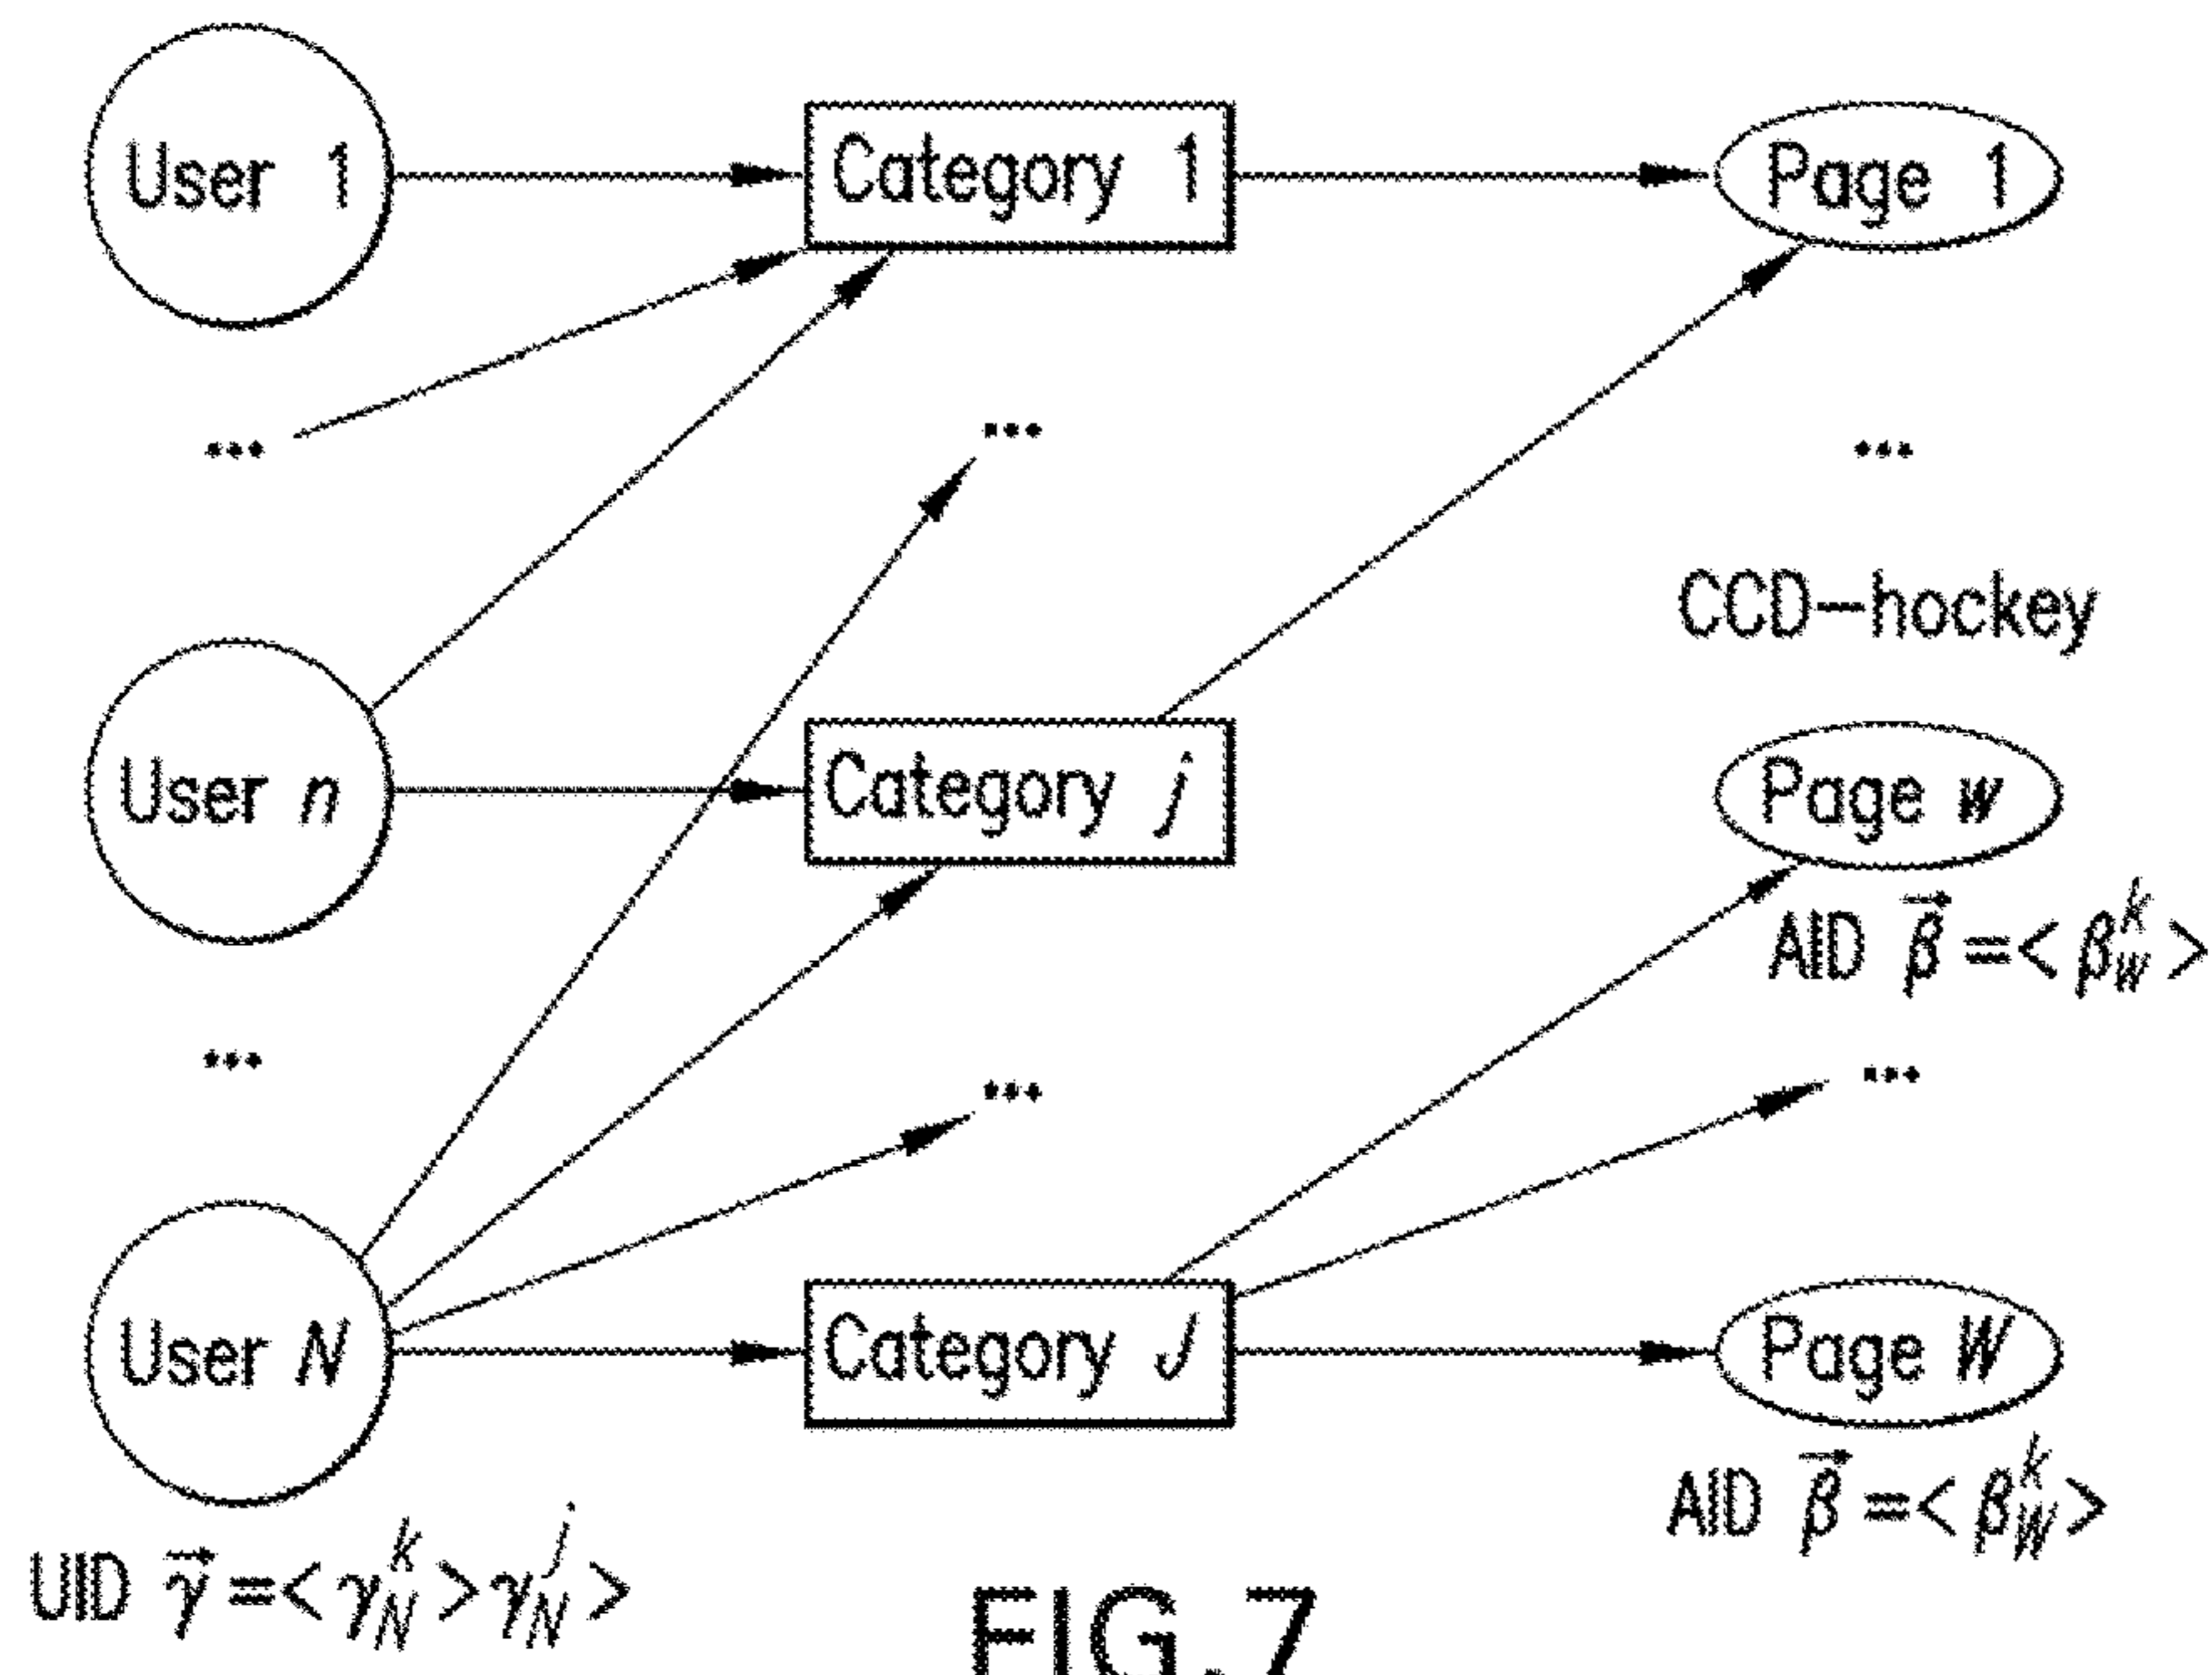 User 1
Category 1
Page 1
...
...
...
CCD-hockey
User n
Category j
Page w
AID β⃗ =< β_w^k >
...
...
...
User N
Category J
Page W
AID β⃗ =< β_W^k >
UID γ⃗ =< γ_N^k > γ_N^j >
FIG.7